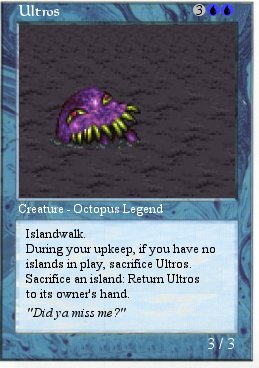 Ultros 3
Creature - Octopus Legend
Islandwalk.
During your upkeep, if you have no
islands in play, sacrifice Ultros.
Sacrifice an island: Return Ultros
to its owner's hand.
"Did ya miss me?"
3 / 3